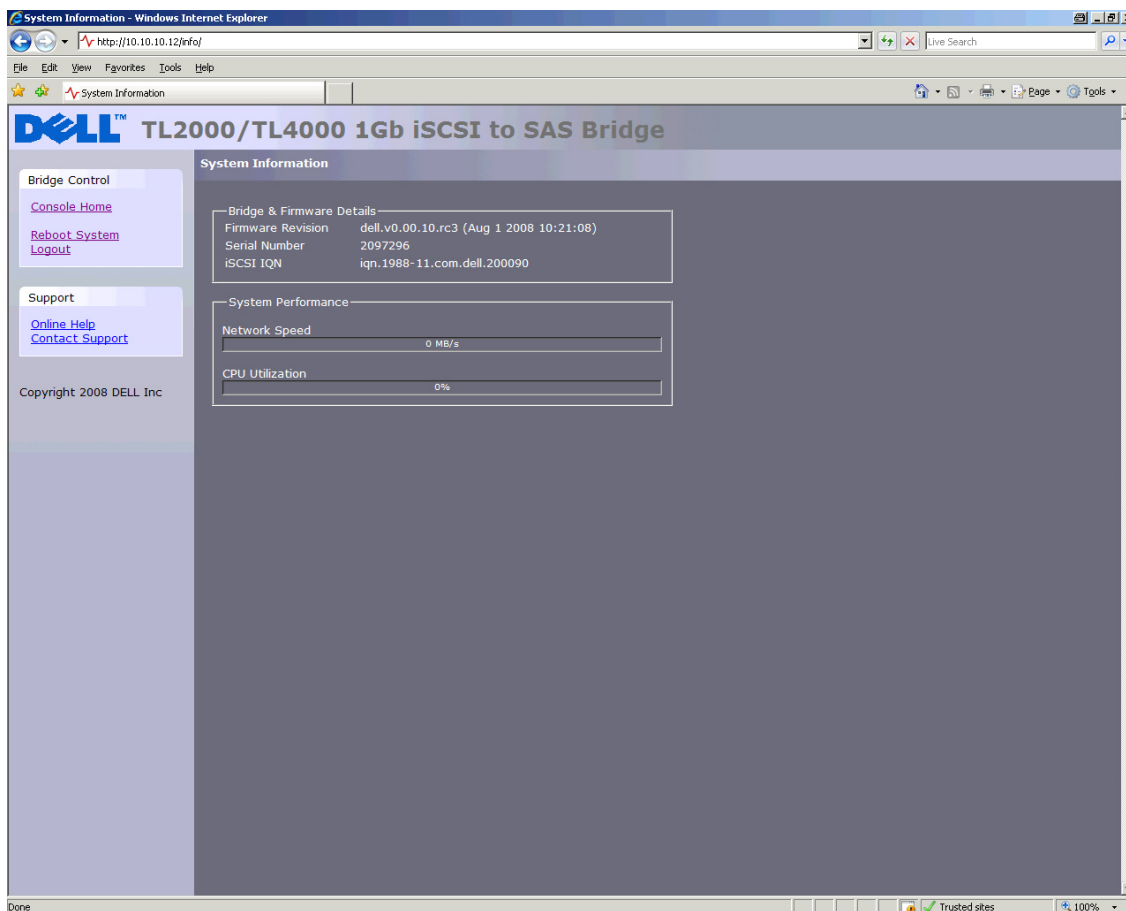 System Information - Windows Internet Explorer
http://10.10.10.12/info/
Live Search
File Edit View Favorites Tools Help
System Information
Page Tools
DELL™ TL2000/TL4000 1Gb iSCSI to SAS Bridge
System Information
Bridge Control
Console Home
Reboot System
Logout
Support
Online Help
Contact Support
Copyright 2008 DELL Inc
Bridge & Firmware Details
Firmware Revision dell.v0.00.10.rc3 (Aug 1 2008 10:21:08)
Serial Number 2097296
iSCSI IQN iqn.1988-11.com.dell.200090
System Performance
Network Speed
0 MB/s
CPU Utilization
0%
Done
Trusted sites
100%